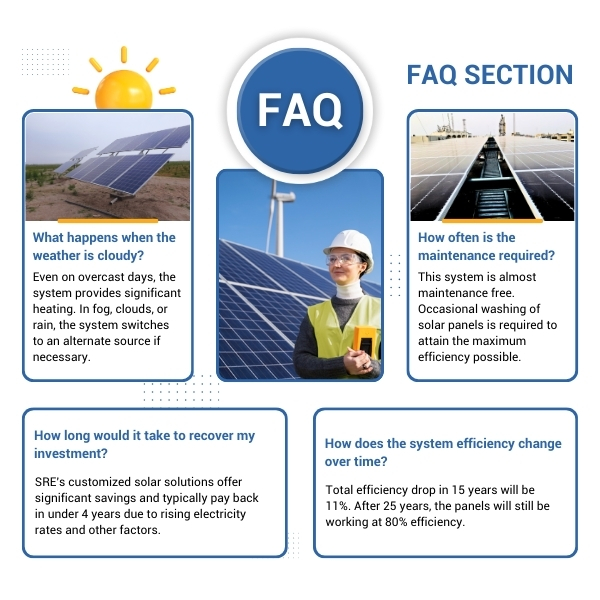 FAQ SECTION
FAQ
What happens when the
weather is cloudy?
Even on overcast days, the
system provides significant
heating. In fog, clouds, or
rain, the system switches
to an alternate source if
necessary.
How often is the
maintenance required?
This system is almost
maintenance free.
Occasional washing of
solar panels is required to
attain the maximum
efficiency possible.
How long would it take to recover my
investment?
SRE's customized solar solutions offer
significant savings and typically pay back
in under 4 years due to rising electricity
rates and other factors.
How does the system efficiency change
over time?
Total efficiency drop in 15 years will be
11%. After 25 years, the panels will still be
working at 80% efficiency.